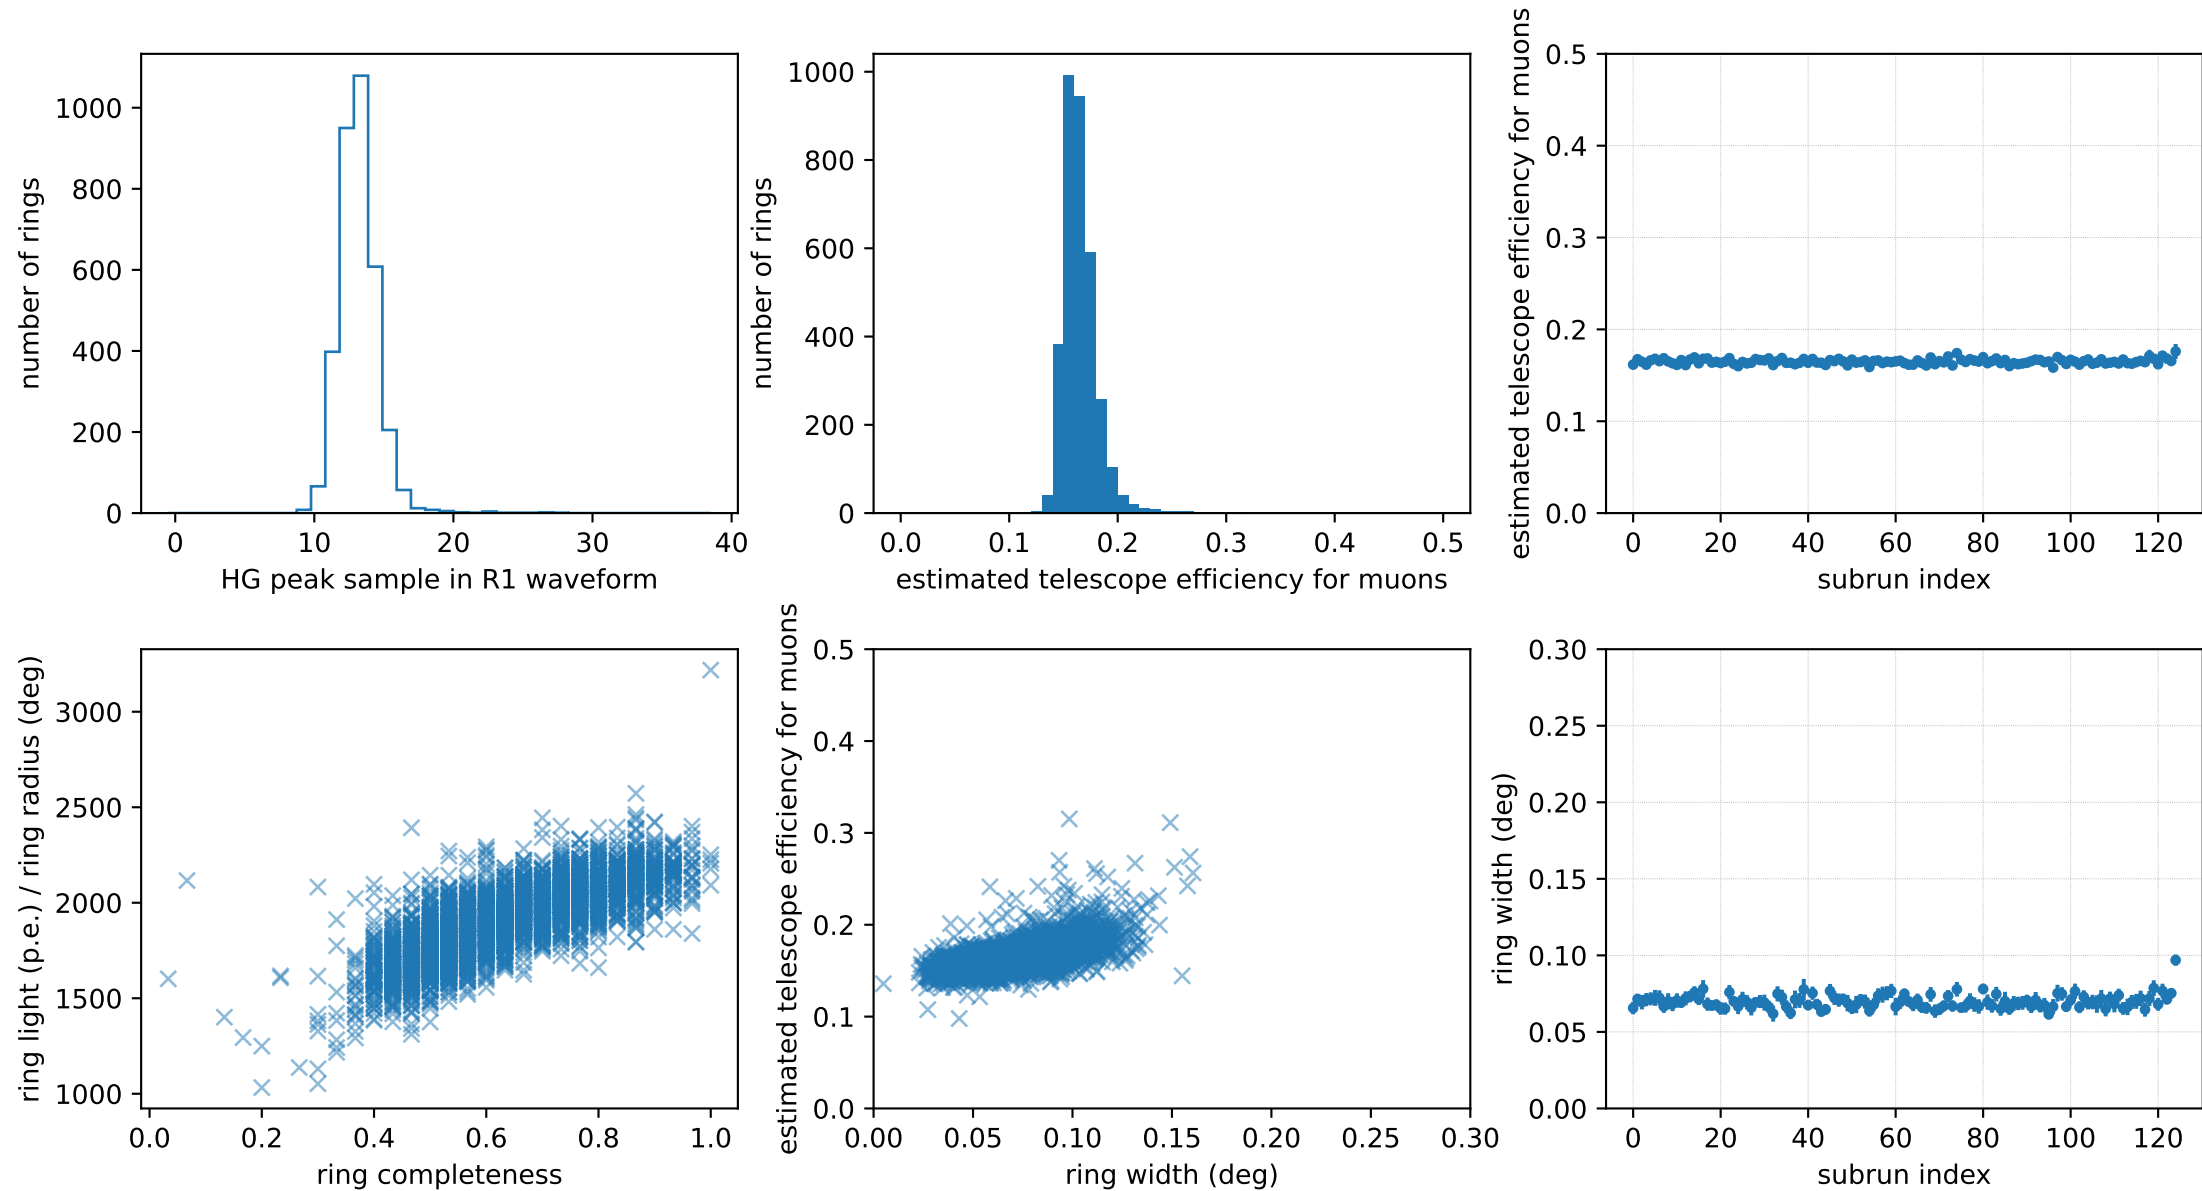 number of rings
1000
800
600
400
200
0
0 10 20 30 40
HG peak sample in R1 waveform
number of rings
1000
800
600
400
200
0
0.0 0.1 0.2 0.3 0.4 0.5
estimated telescope efficiency for muons
estimated telescope efficiency for muons
0.5
0.4
0.3
0.2
0.1
0.0
0 20 40 60 80 100 120
subrun index
ring light (p.e.) / ring radius (deg)
3000
2500
2000
1500
1000
0.0 0.2 0.4 0.6 0.8 1.0
ring completeness
estimated telescope efficiency for muons
0.5
0.4
0.3
0.2
0.1
0.0
0.00 0.05 0.10 0.15 0.20 0.25 0.30
ring width (deg)
ring width (deg)
0.30
0.25
0.20
0.15
0.10
0.05
0.00
0 20 40 60 80 100 120
subrun index